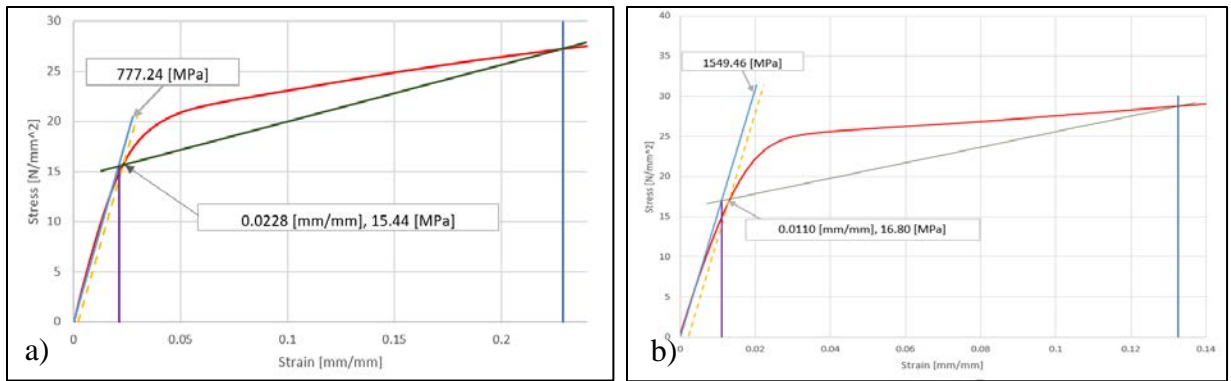 30
25
20
15
10
5
0
Stress [N/mm^2]
777.24 [MPa]
0.0228 [mm/mm], 15.44 [MPa]
0
0.05
0.1
0.15
0.2
Strain [mm/mm]
a)
40
35
30
25
20
15
10
5
0
Stress [N/mm^2]
1549.46 [MPa]
0.0110 [mm/mm], 16.80 [MPa]
0
0.02
0.04
0.06
0.08
0.1
0.12
0.14
Strain [mm/mm]
b)